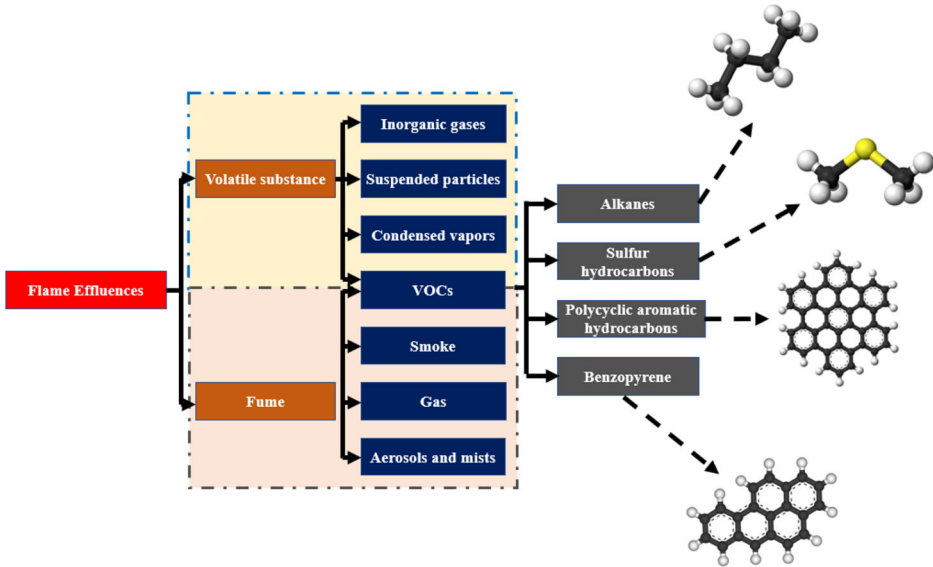 Inorganic gases
Volatile substance
Suspended particles
Alkanes
Condensed vapors
Sulfur
hydrocarbons
Flame Effluences
VOCs
Polycyclic aromatic
hydrocarbons
Smoke
Benzopyrene
Fume
Gas
Aerosols and mists